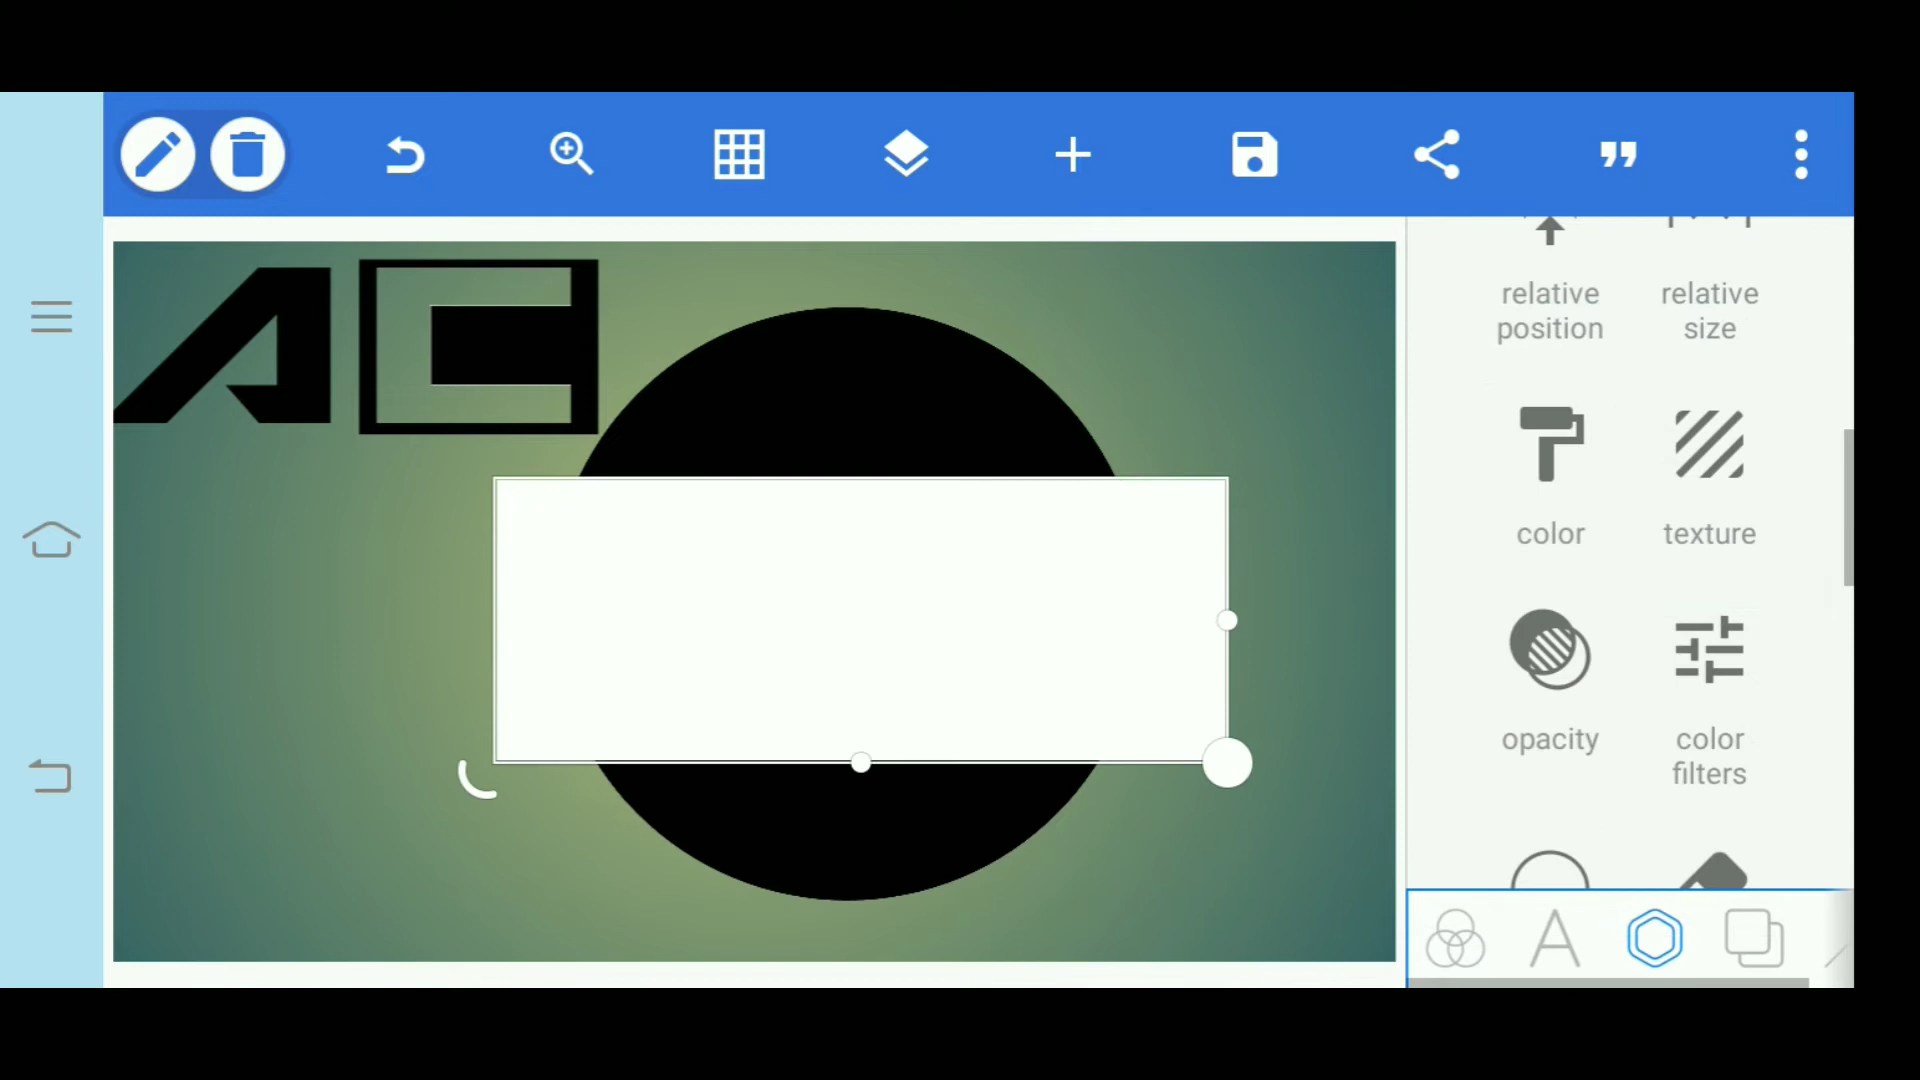 AC
relative
position
relative
size
color
texture
opacity
color
filters